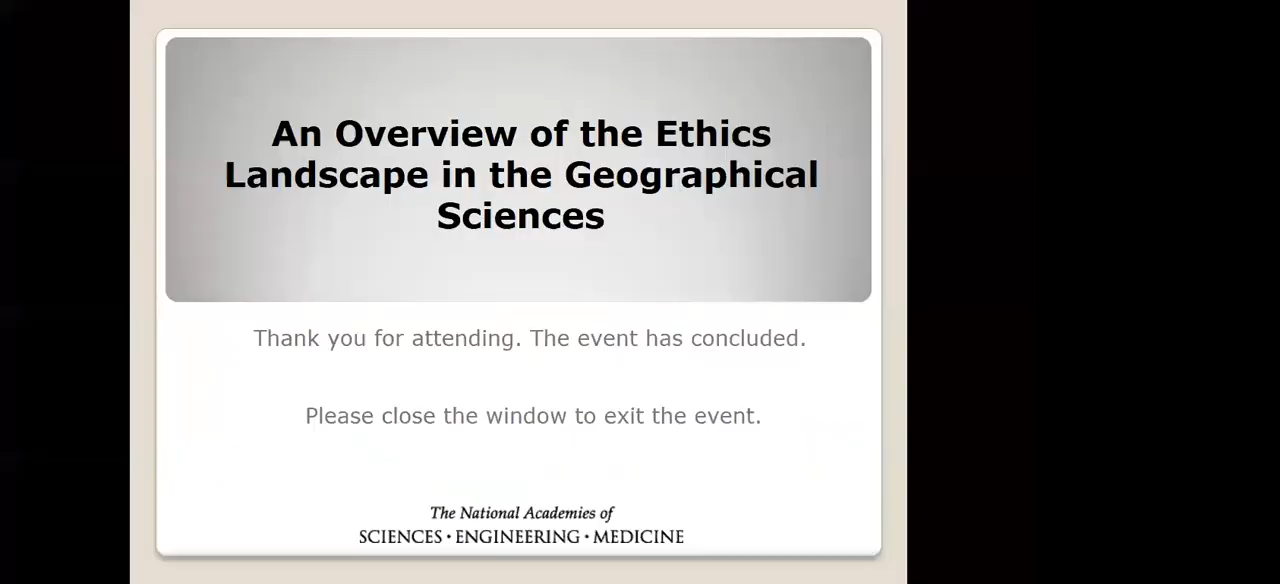 An Overview of the Ethics
Landscape in the Geographical
Sciences
Thank you for attending. The event has concluded.
Please close the window to exit the event.
The National Academies of
SCIENCES • ENGINEERING • MEDICINE